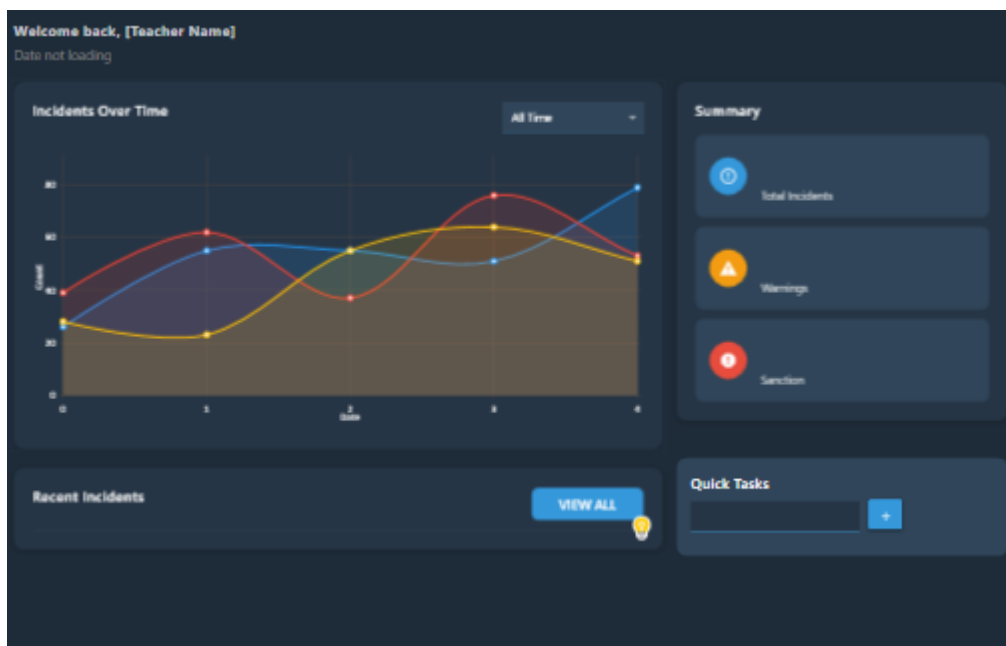 Welcome back, [Teacher Name]
Date not loading
Incidents Over Time
All Time
80
60
40
20
0
Count
0 1 2 3 4
Date
Summary
Total Incidents
Warnings
Sanction
Recent Incidents
VIEW ALL
Quick Tasks
+